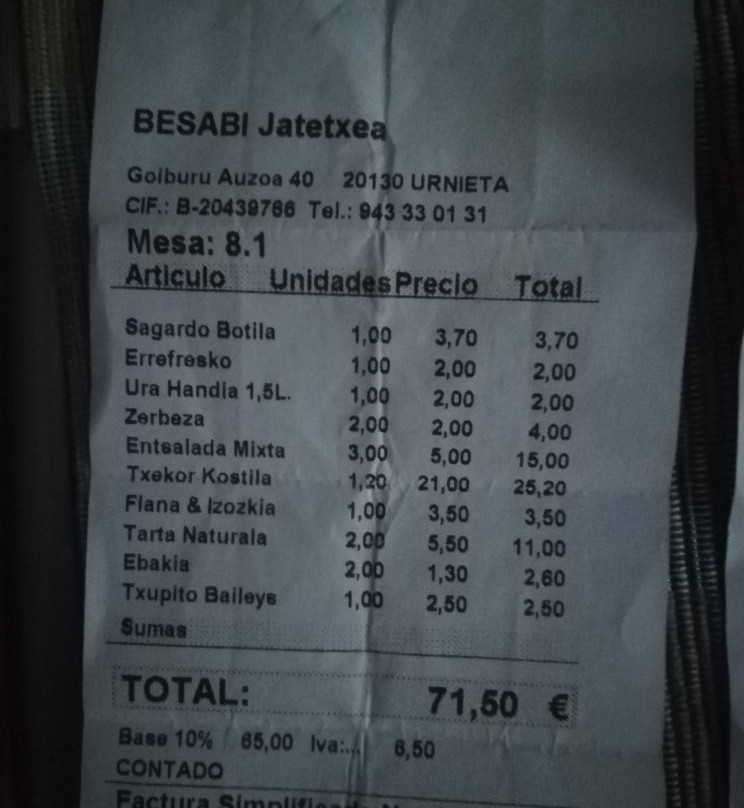 BESABI Jatetxea
Goiburu Auzoa 40 20130 URNIETA
CIF.: B-20439766 Tel.: 943 33 01 31
Mesa: 8.1
Articulo Unidades Precio Total
Sagardo Botila 1,00 3,70 3,70
Errefresko 1,00 2,00 2,00
Ura Handia 1,5L. 1,00 2,00 2,00
Zerbeza 2,00 2,00 4,00
Entsalada Mixta 3,00 5,00 15,00
Txekor Kostila 1,20 21,00 25,20
Flana & Izozkia 1,00 3,50 3,50
Tarta Naturala 2,00 5,50 11,00
Ebakia 2,00 1,30 2,60
Txupito Baileys 1,00 2,50 2,50
Sumas
TOTAL: 71,50 €
Base 10% 65,00 Iva:... 6,50
CONTADO
Factura